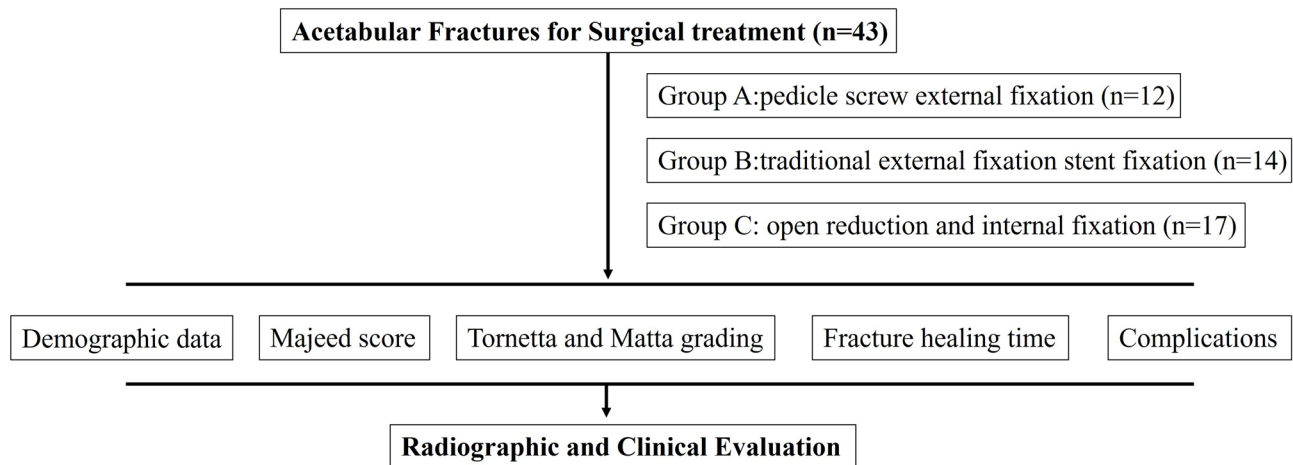 Acetabular Fractures for Surgical treatment (n=43)
Group A:pedicle screw external fixation (n=12)
Group B:traditional external fixation stent fixation (n=14)
Group C: open reduction and internal fixation (n=17)
Demographic data
Majeed score
Tornetta and Matta grading
Fracture healing time
Complications
Radiographic and Clinical Evaluation